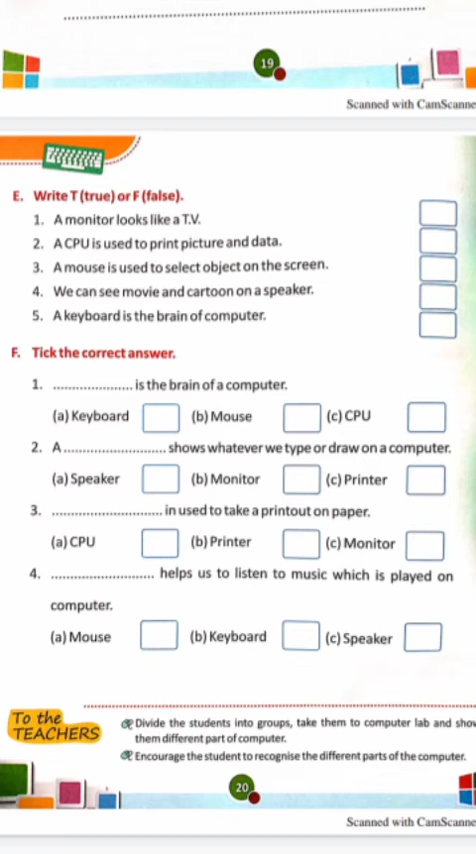 19
Scanned with CamScanne
E. Write T (true) or F (false).
1. A monitor looks like a T.V.
2. A CPU is used to print picture and data.
3. A mouse is used to select object on the screen.
4. We can see movie and cartoon on a speaker.
5. A keyboard is the brain of computer.
F. Tick the correct answer.
1. ..................... is the brain of a computer.
(a) Keyboard (b) Mouse (c) CPU
2. A ........................... shows whatever we type or draw on a computer.
(a) Speaker (b) Monitor (c) Printer
3. ............................. in used to take a printout on paper.
(a) CPU (b) Printer (c) Monitor
4. ........................... helps us to listen to music which is played on
computer.
(a) Mouse (b) Keyboard (c) Speaker
To the
TEACHERS
Divide the students into groups, take them to computer lab and show
them different part of computer.
Encourage the student to recognise the different parts of the computer.
20
Scanned with CamScanne